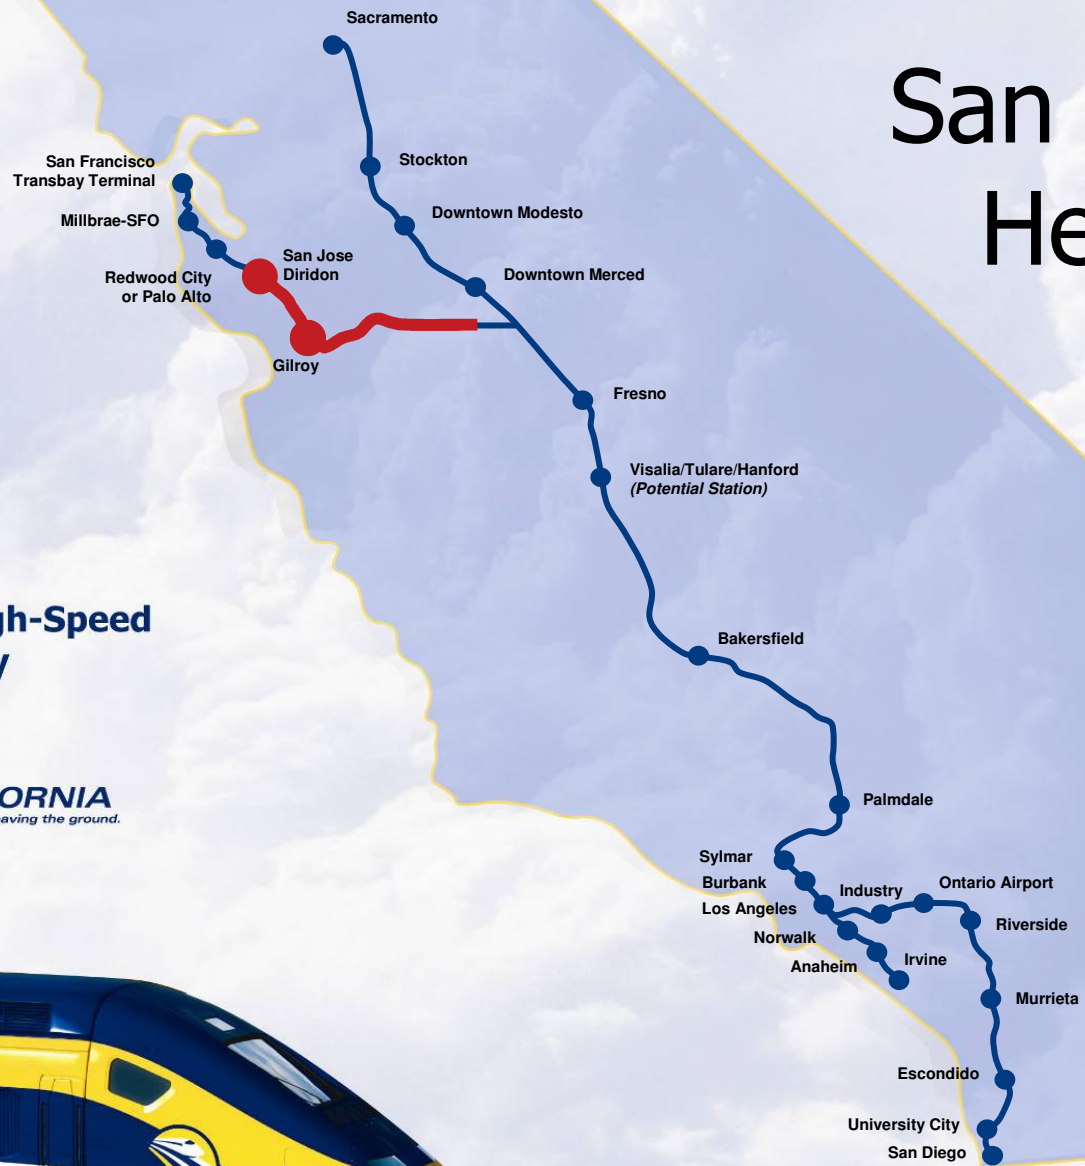 Sacramento
San
Stockton
San Francisco
Transbay Terminal
He
Downtown Modesto
Millbrae-SFO
San Jose
Diridon
Downtown Merced
Redwood City
or Palo Alto
Gilroy
Fresno
Visalia/Tulare/Hanford
(Potential Station)
gh-Speed
y
Bakersfield
ORNIA
eaving the ground.
Palmdale
Sylmar
Burbank
Industry
Ontario Airport
Los Angeles
Riverside
Norwalk
Anaheim
Irvine
Murrieta
Escondido
University City
San Diego